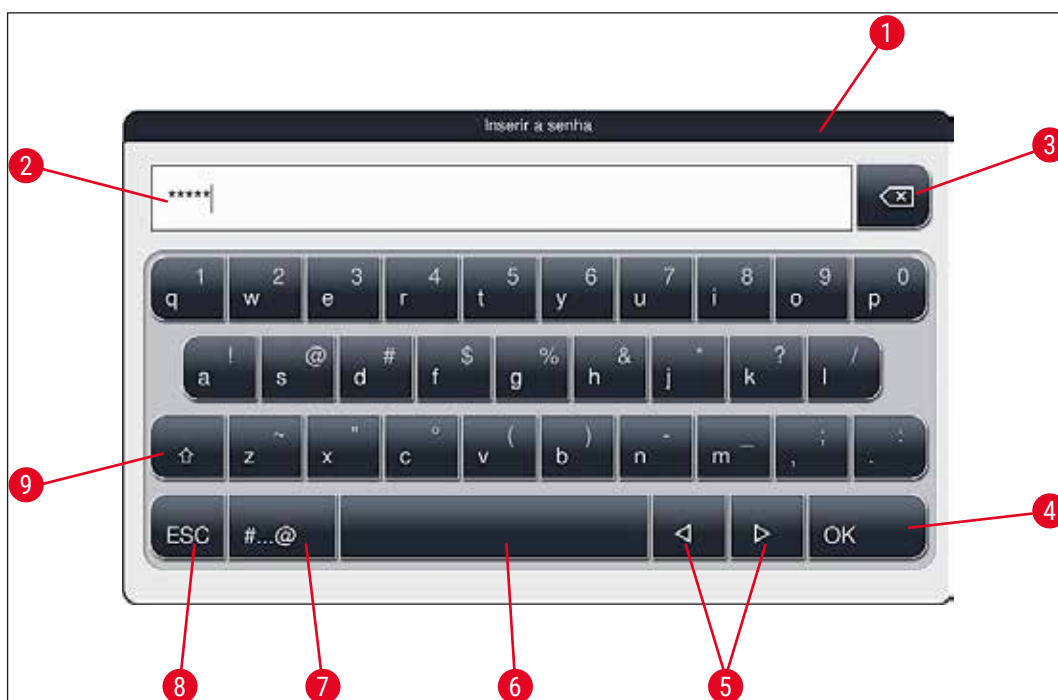 1
Inserir a senha
3
2
*****
1 2 3 4 5 6 7 8 9 0
q w e r t y u i o p
! @ # $ % & * ? /
a s d f g h j k l
~ " ° ( ) - _ ; :
z x c v b n m , .
9
4
ESC #...@ OK
8 7 6 5